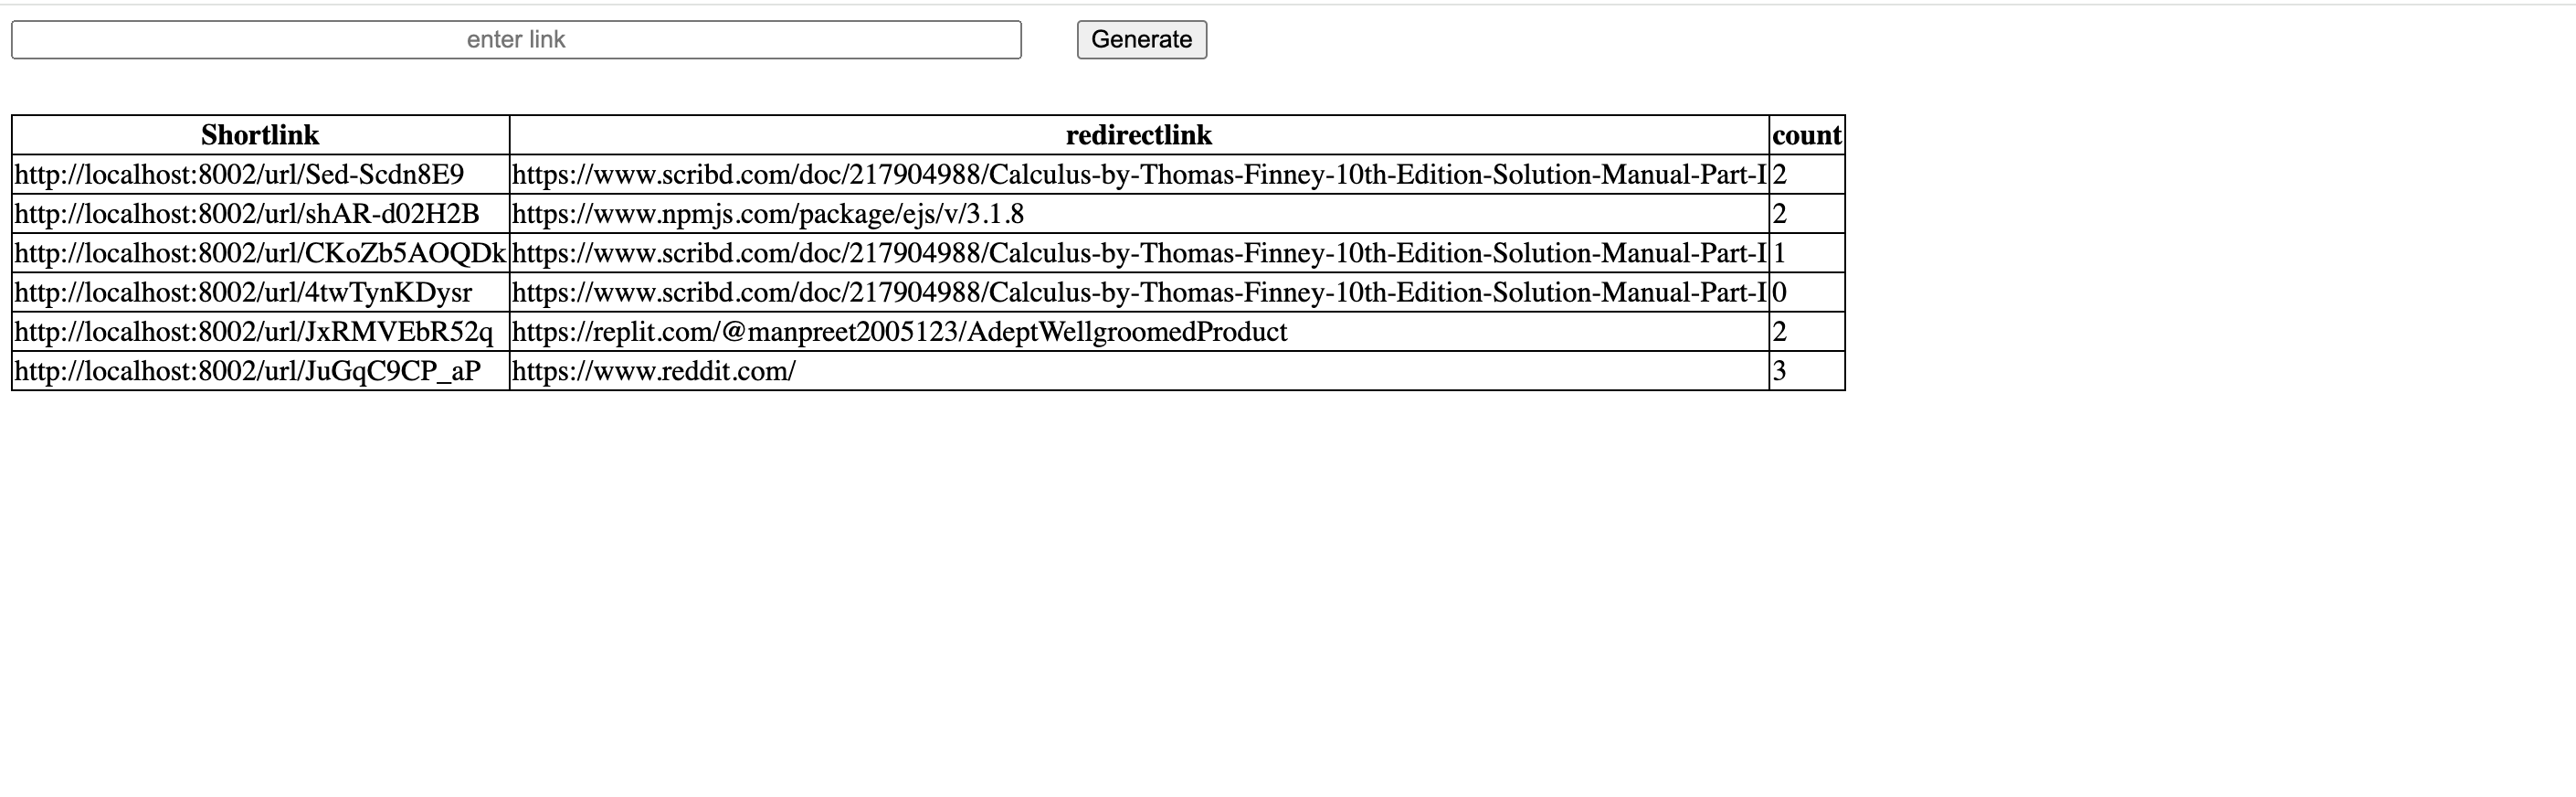 enter link Generate
Shortlink redirectlink count
http://localhost:8002/url/Sed-Scdn8E9 https://www.scribd.com/doc/217904988/Calculus-by-Thomas-Finney-10th-Edition-Solution-Manual-Part-I 2
http://localhost:8002/url/shAR-d02H2B https://www.npmjs.com/package/ejs/v/3.1.8 2
http://localhost:8002/url/CKoZb5AOQDk https://www.scribd.com/doc/217904988/Calculus-by-Thomas-Finney-10th-Edition-Solution-Manual-Part-I 1
http://localhost:8002/url/4twTynKDysr https://www.scribd.com/doc/217904988/Calculus-by-Thomas-Finney-10th-Edition-Solution-Manual-Part-I 0
http://localhost:8002/url/JxRMVEbR52q https://replit.com/@manpreet2005123/AdeptWellgroomedProduct 2
http://localhost:8002/url/JuGqC9CP_aP https://www.reddit.com/ 3